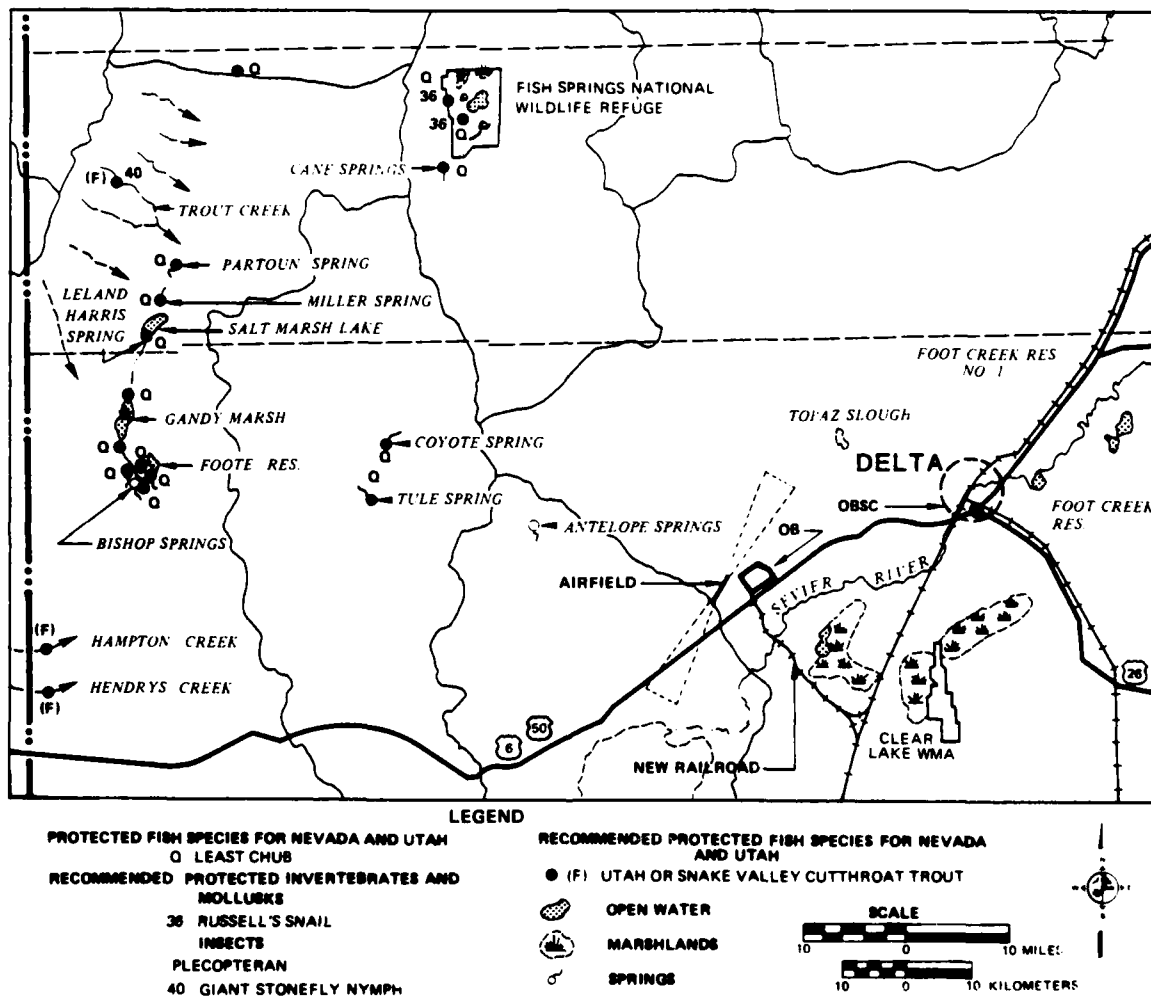 Q
Q
36
36
Q
FISH SPRINGS NATIONAL
WILDLIFE REFUGE
CANE SPRINGS
Q
(F)
40
TROUT CREEK
Q
PARTOUN SPRING
LELAND
HARRIS
SPRING
Q
MILLER SPRING
SALT MARSH LAKE
Q
FOOT CREEK RES
NO 1
Q
GANDY MARSH
TOPAZ SLOUGH
COYOTE SPRING
Q
Q
Q
FOOTE RES.
Q
Q
Q
Q
TULE SPRING
DELTA
OBSC
FOOT CREEK
RES
BISHOP SPRINGS
ANTELOPE SPRINGS
OB
AIRFIELD
SEVIER RIVER
(F)
HAMPTON CREEK
HENDRYS CREEK
(F)
26
6
50
NEW RAILROAD
CLEAR
LAKE WMA
LEGEND
PROTECTED FISH SPECIES FOR NEVADA AND UTAH
Q LEAST CHUB
RECOMMENDED PROTECTED INVERTEBRATES AND
MOLLUSKS
36 RUSSELL'S SNAIL
INSECTS
PLECOPTERAN
40 GIANT STONEFLY NYMPH
RECOMMENDED PROTECTED FISH SPECIES FOR NEVADA
AND UTAH
(F) UTAH OR SNAKE VALLEY CUTTHROAT TROUT
OPEN WATER
MARSHLANDS
SPRINGS
SCALE
10 0 10 MILES
10 0 10 KILOMETERS